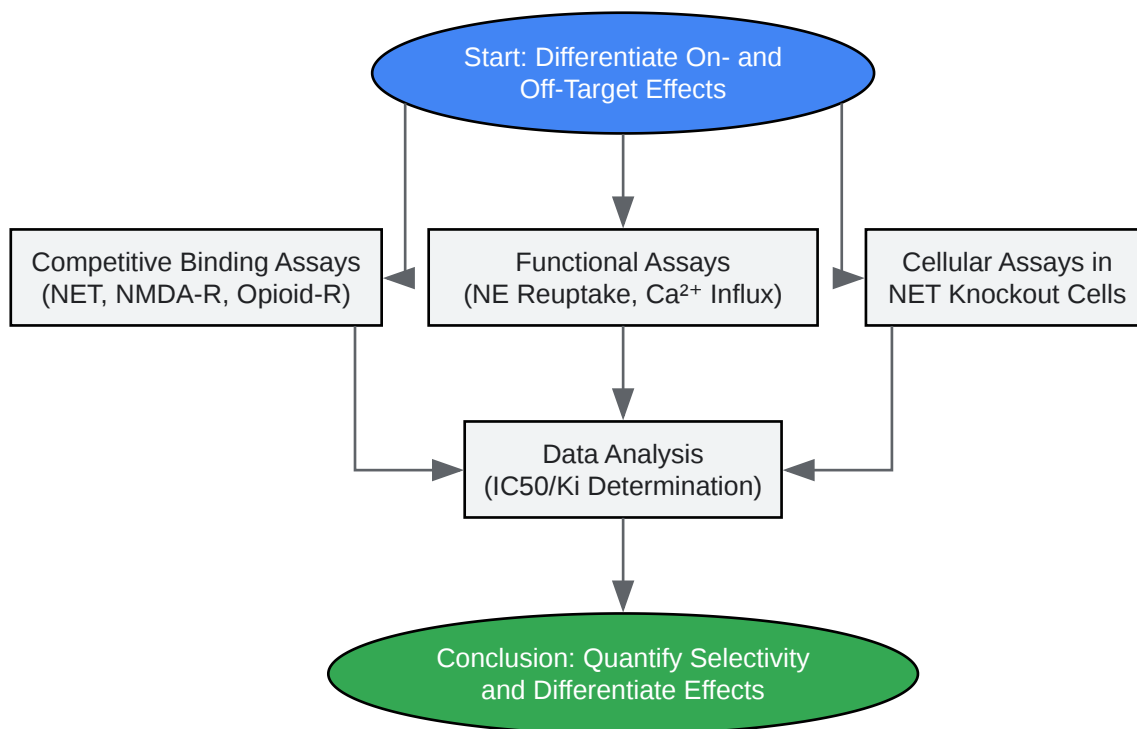 Start: Differentiate On- and
Off-Target Effects
Competitive Binding Assays
(NET, NMDA-R, Opioid-R)
Functional Assays
(NE Reuptake, Ca²⁺ Influx)
Cellular Assays in
NET Knockout Cells
Data Analysis
(IC50/Ki Determination)
Conclusion: Quantify Selectivity
and Differentiate Effects